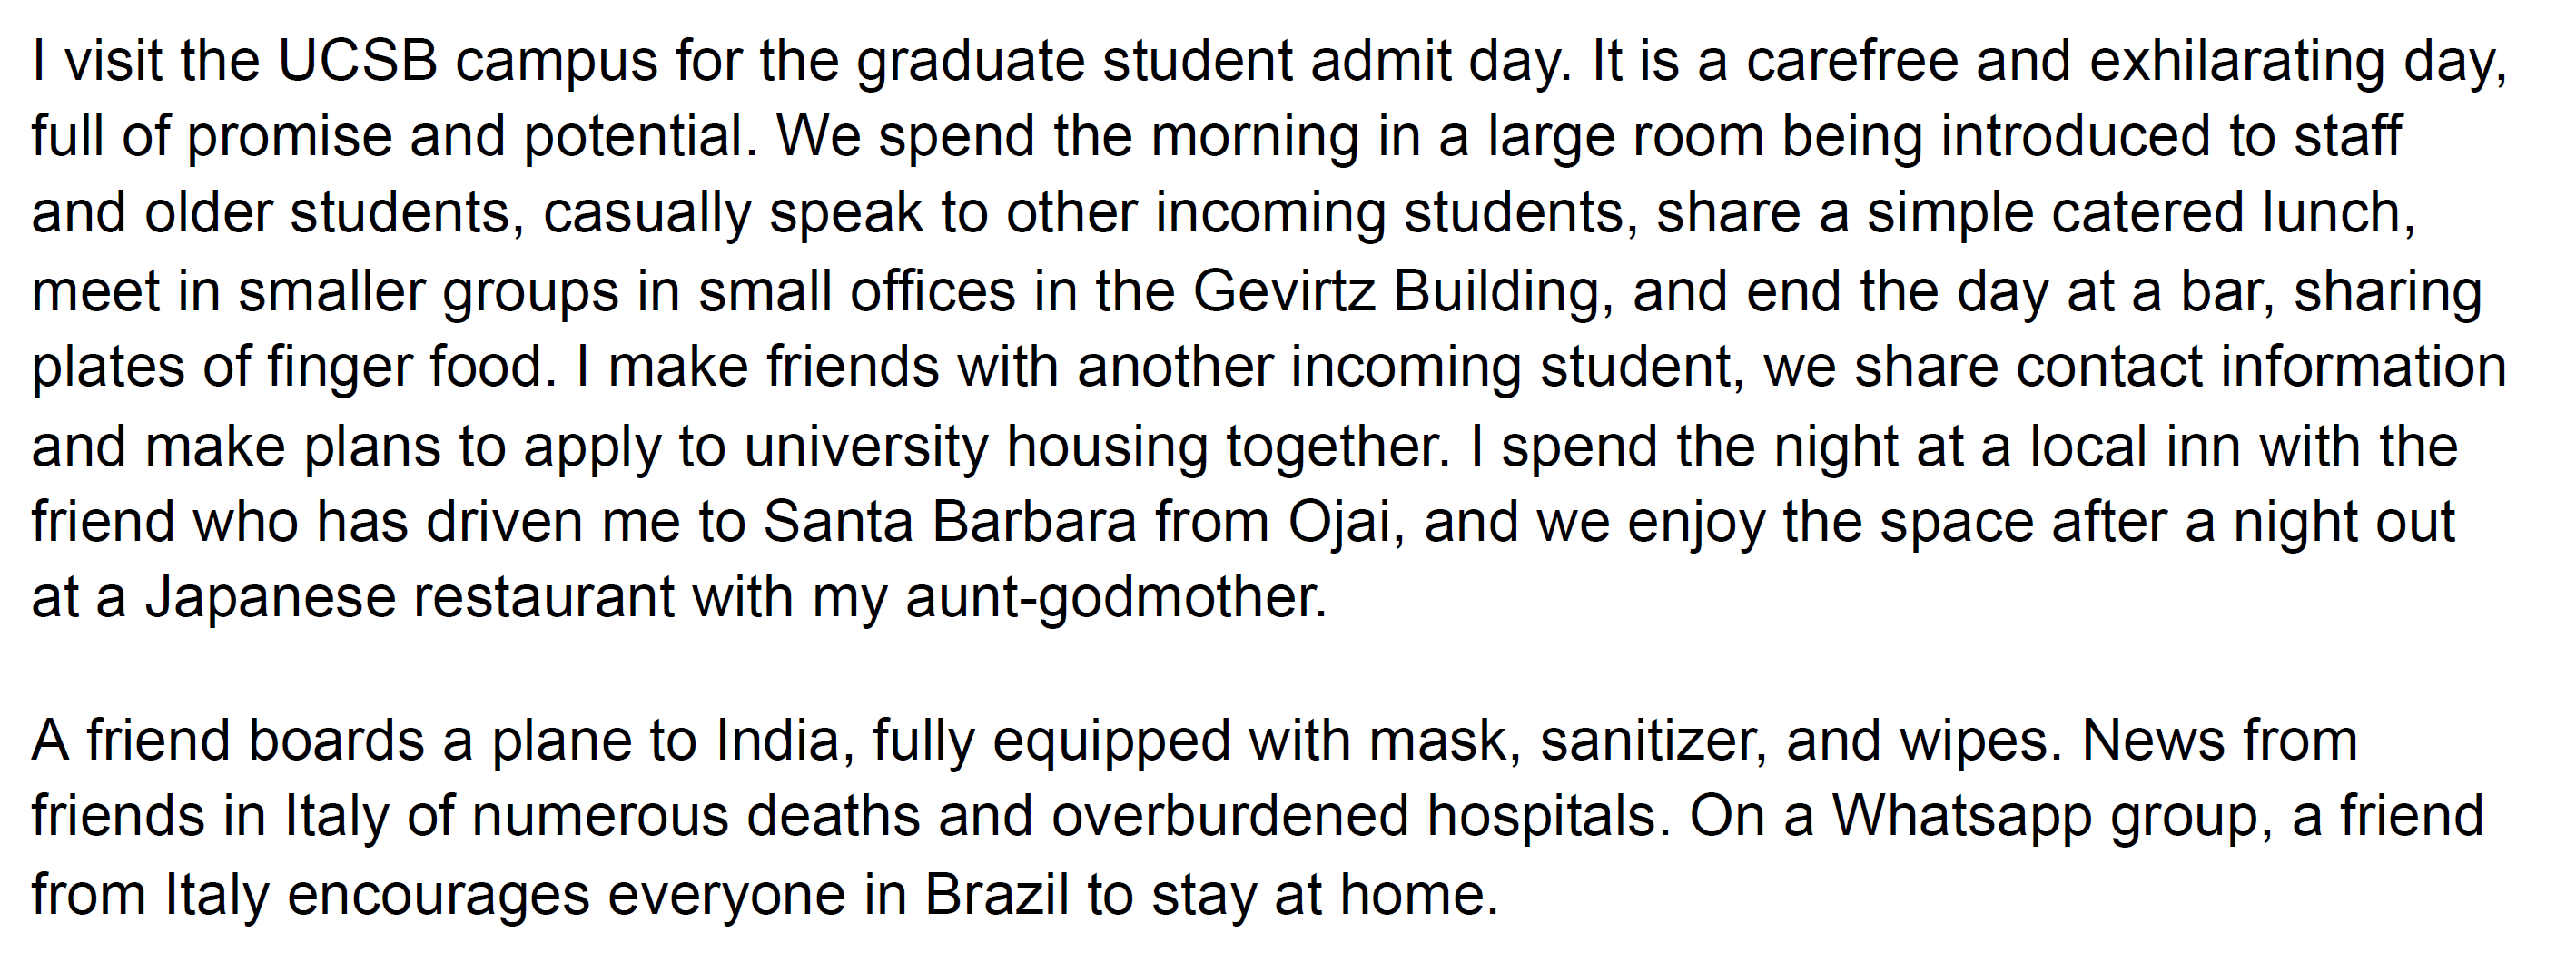 I visit the UCSB campus for the graduate student admit day. It is a carefree and exhilarating day,
full of promise and potential. We spend the morning in a large room being introduced to staff
and older students, casually speak to other incoming students, share a simple catered lunch,
meet in smaller groups in small offices in the Gevirtz Building, and end the day at a bar, sharing
plates of finger food. I make friends with another incoming student, we share contact information
and make plans to apply to university housing together. I spend the night at a local inn with the
friend who has driven me to Santa Barbara from Ojai, and we enjoy the space after a night out
at a Japanese restaurant with my aunt-godmother.
A friend boards a plane to India, fully equipped with mask, sanitizer, and wipes. News from
friends in Italy of numerous deaths and overburdened hospitals. On a Whatsapp group, a friend
from Italy encourages everyone in Brazil to stay at home.